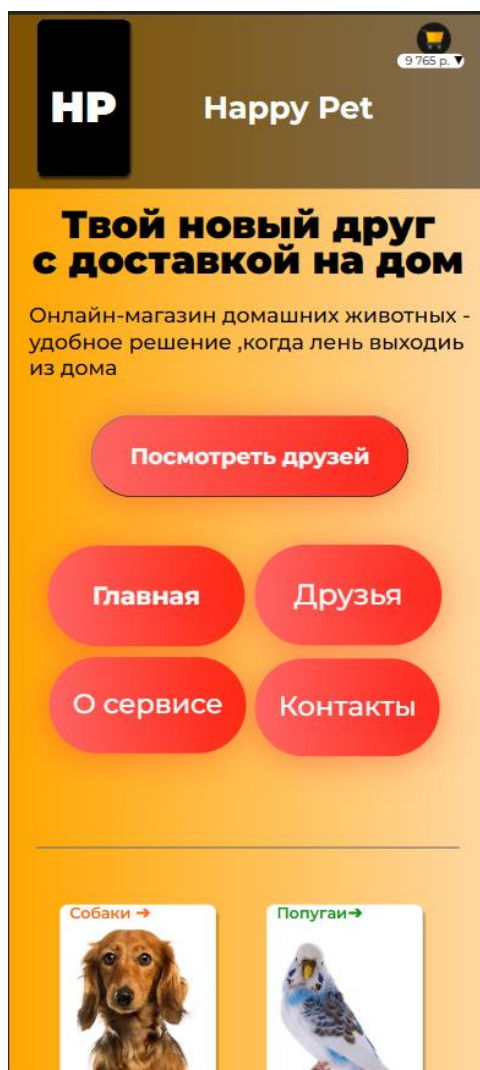 9 765 р. ▼
HP
Happy Pet
Твой новый друг
с доставкой на дом
Онлайн-магазин домашних животных -
удобное решение ,когда лень выходиь
из дома
Посмотреть друзей
Главная
Друзья
О сервисе
Контакты
Собаки ➔
Попугаи➔